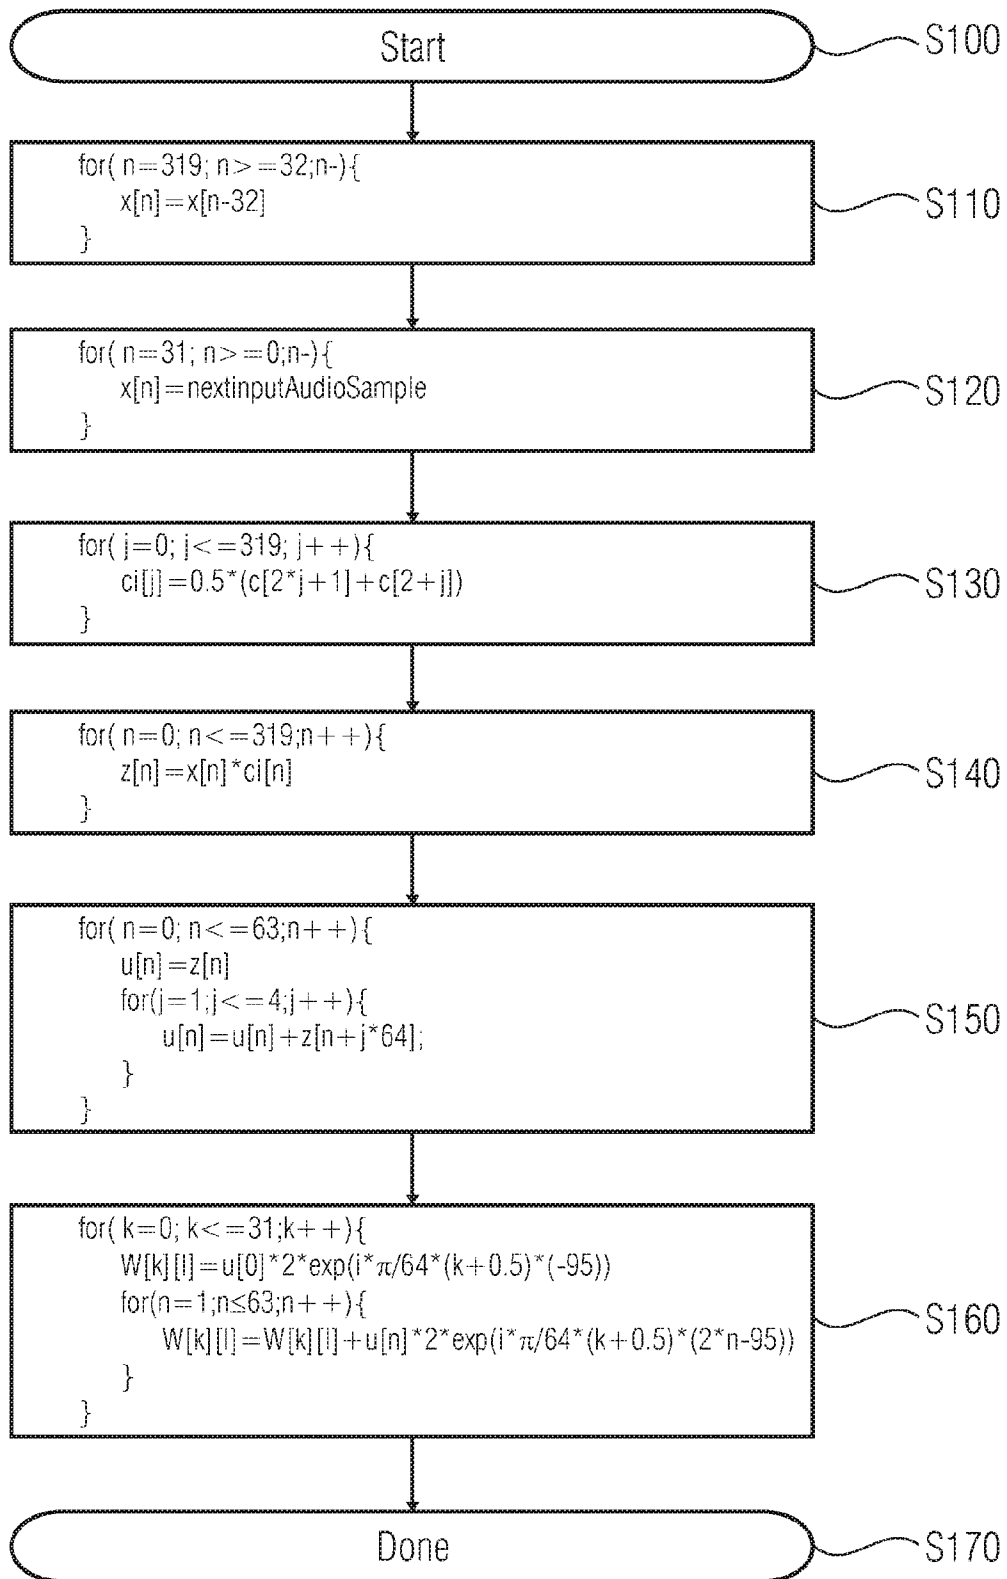 Start
S100
for( n=319; n>=32;n-){
x[n]=x[n-32]
}
S110
for( n=31; n>=0;n-){
x[n]=nextinputAudioSample
}
S120
for( j=0; j<=319; j++){
ci[j]=0.5*(c[2*j+1]+c[2+j])
}
S130
for( n=0; n<=319;n++){
z[n]=x[n]*ci[n]
}
S140
for( n=0; n<=63;n++){
u[n]=z[n]
for(j=1;j<=4;j++){
u[n]=u[n]+z[n+j*64];
}
}
S150
for( k=0; k<=31;k++){
W[k][l]=u[0]*2*exp(i*π/64*(k+0.5)*(-95))
for(n=1;n≤63;n++){
W[k][l]=W[k][l]+u[n]*2*exp(i*π/64*(k+0.5)*(2*n-95))
}
}
S160
Done
S170